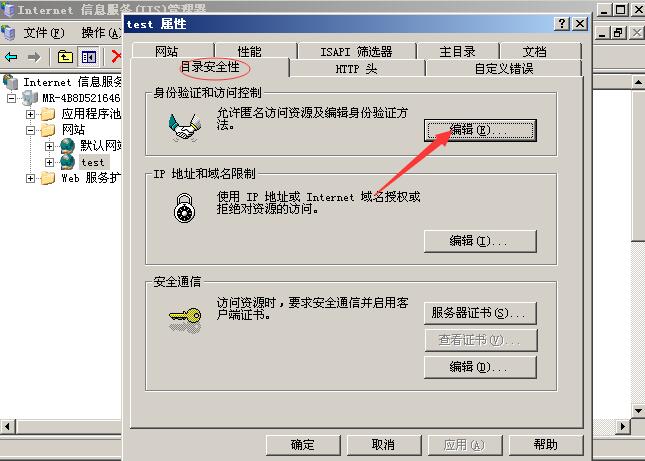 Internet 信息服务(IIS)管理器
test 属性
文件(F) 操作(A)
网站 性能 ISAPI 筛选器 主目录 文档
目录安全性 HTTP 头 自定义错误
Internet 信息服务
MR-4B8D521646
应用程序池
网站
默认网站
test
Web 服务扩
身份验证和访问控制
允许匿名访问资源及编辑身份验证方
法。
编辑(E)...
IP 地址和域名限制
使用 IP 地址或 Internet 域名授权或
拒绝对资源的访问。
编辑(I)...
安全通信
访问资源时，要求安全通信并启用客
户端证书。
服务器证书(S)...
查看证书(V)...
编辑(D)...
确定 取消 应用(A) 帮助